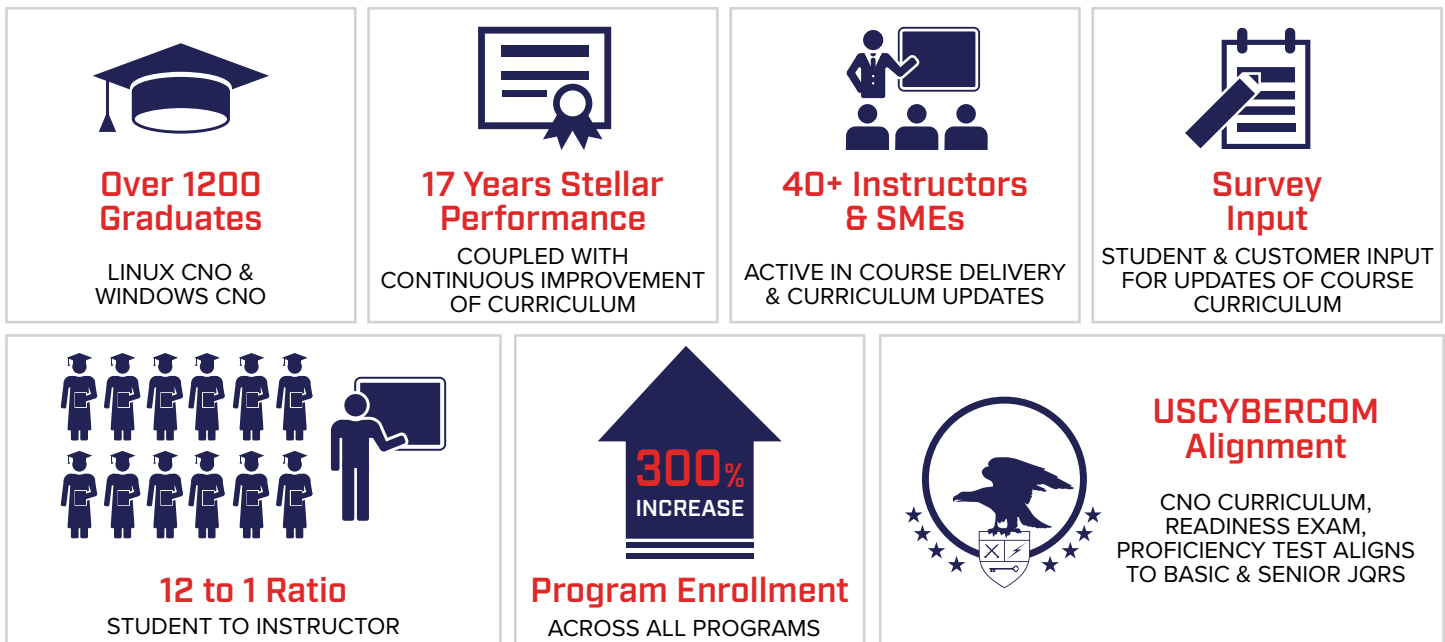 Over 1200
Graduates
LINUX CNO &
WINDOWS CNO
17 Years Stellar
Performance
COUPLED WITH
CONTINUOUS IMPROVEMENT
OF CURRICULUM
40+ Instructors
& SMEs
ACTIVE IN COURSE DELIVERY
& CURRICULUM UPDATES
Survey
Input
STUDENT & CUSTOMER INPUT
FOR UPDATES OF COURSE
CURRICULUM
12 to 1 Ratio
STUDENT TO INSTRUCTOR
300%
INCREASE
Program Enrollment
ACROSS ALL PROGRAMS
USCYBERCOM
Alignment
CNO CURRICULUM,
READINESS EXAM,
PROFICIENCY TEST ALIGNS
TO BASIC & SENIOR JQRS